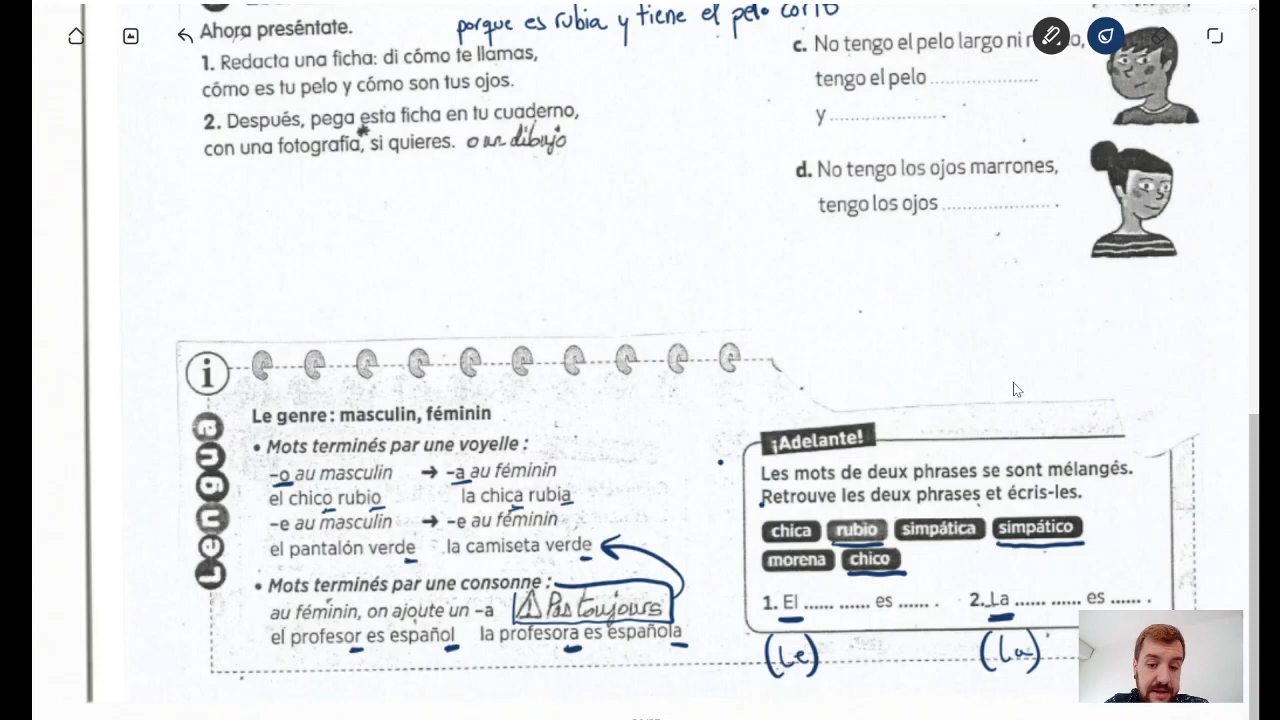 porque es rubia y tiene el pelo corto
Ahora preséntate.
1. Redacta una ficha: di cómo te llamas,
cómo es tu pelo y cómo son tus ojos.
2. Después, pega esta ficha en tu cuaderno,
con una fotografía,* si quieres. o un dibujo
c. No tengo el pelo largo ni
tengo el pelo ........................
y ........................ .
d. No tengo los ojos marrones,
tengo los ojos ........................ .
i
Lengua
Le genre : masculin, féminin
• Mots terminés par une voyelle :
-o au masculin → -a au féminin
el chico rubio la chica rubia
-e au masculin → -e au féminin
el pantalón verde la camiseta verde
• Mots terminés par une consonne :
au féminin, on ajoute un -a ⚠ Pas toujours
el profesor es español la profesora es española
¡Adelante!
Les mots de deux phrases se sont mélangés.
Retrouve les deux phrases et écris-les.
chica rubio simpática simpático
morena chico
1. El ...... ...... es ...... . 2. La ...... ...... es ...... .
(Le) (La)